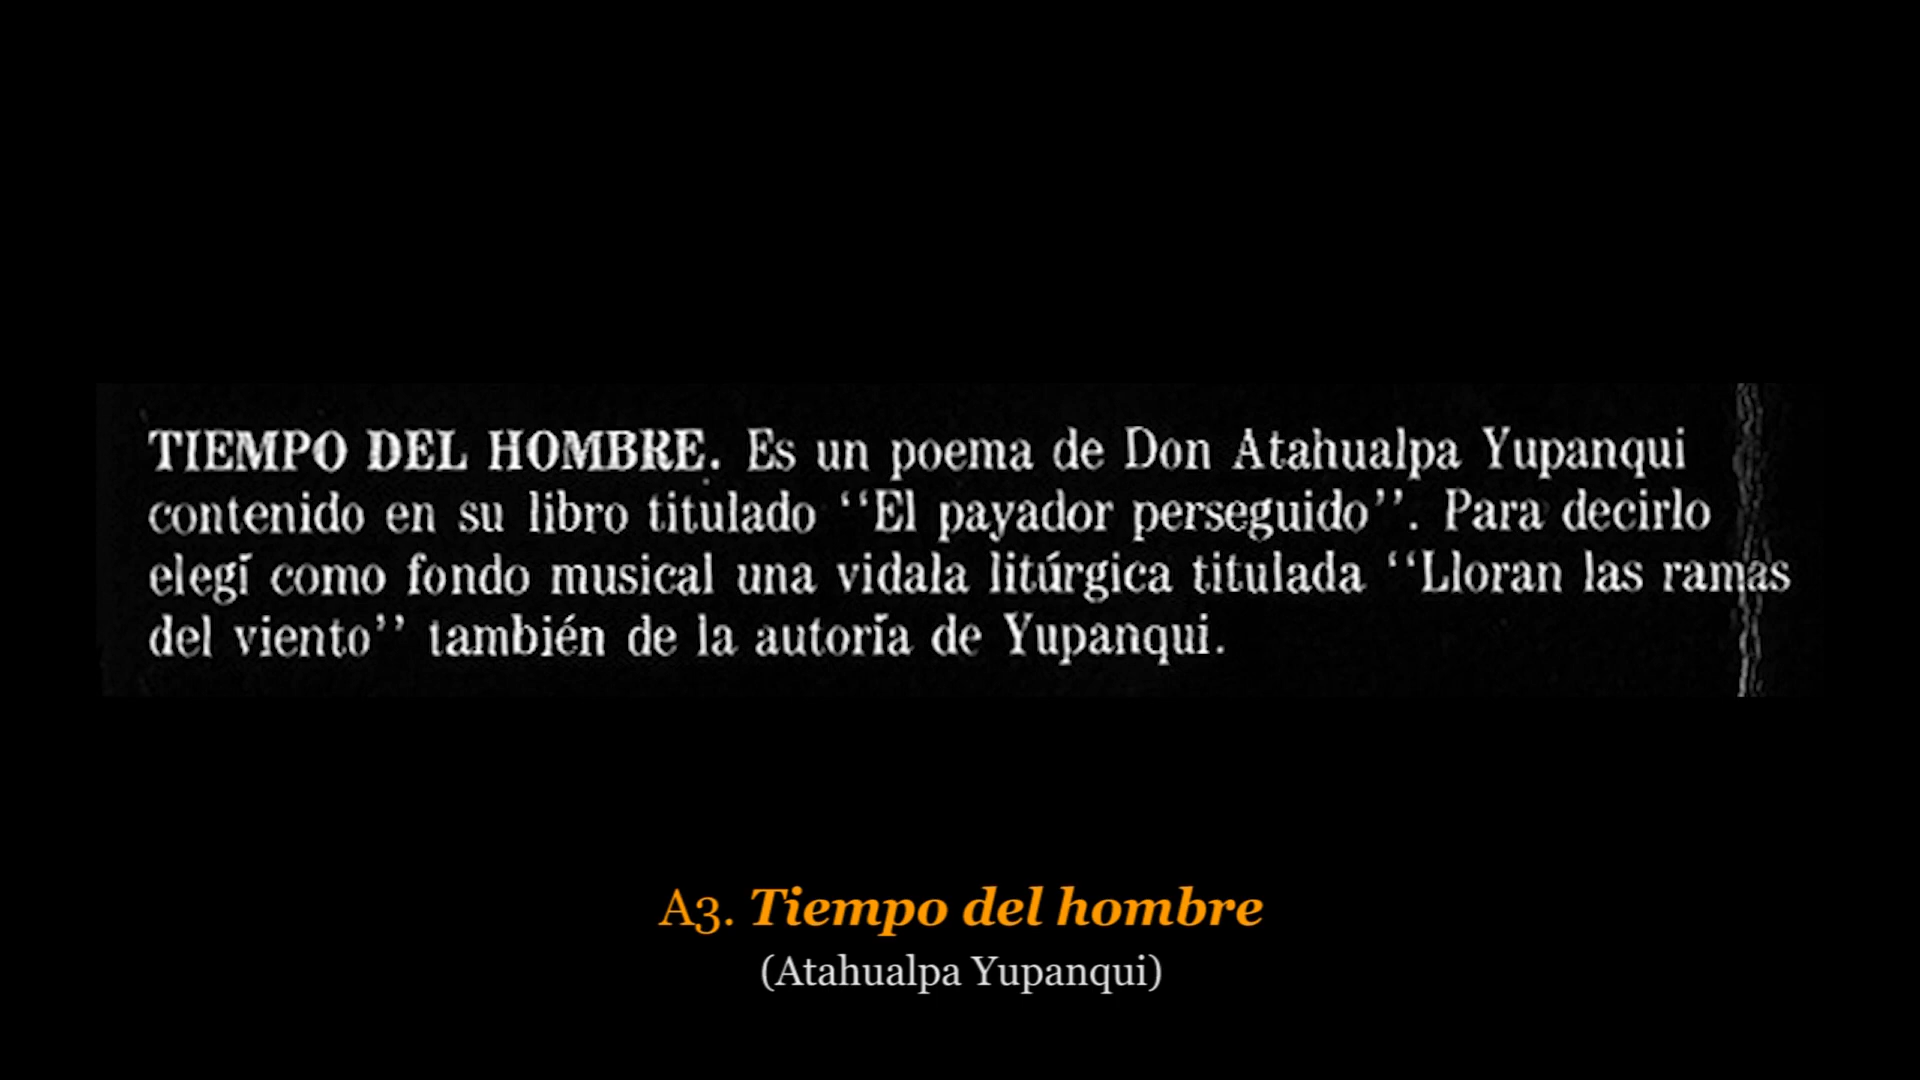 TIEMPO DEL HOMBRE. Es un poema de Don Atahualpa Yupanqui
contenido en su libro titulado ‘‘El payador perseguido’’. Para decirlo
elegí como fondo musical una vidala litúrgica titulada ‘‘Lloran las ramas
del viento’’ también de la autoría de Yupanqui.
A3. Tiempo del hombre
(Atahualpa Yupanqui)